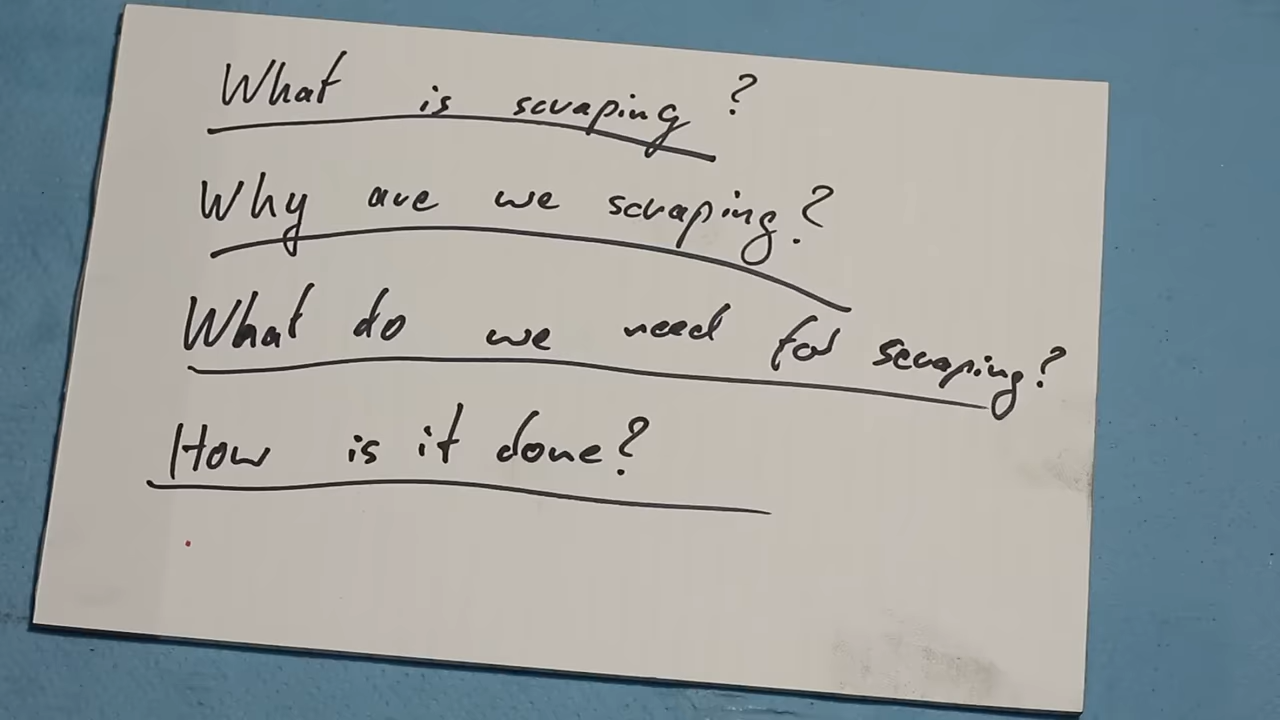 What is scraping?
Why are we scraping?
What do we need for scraping?
How is it done?